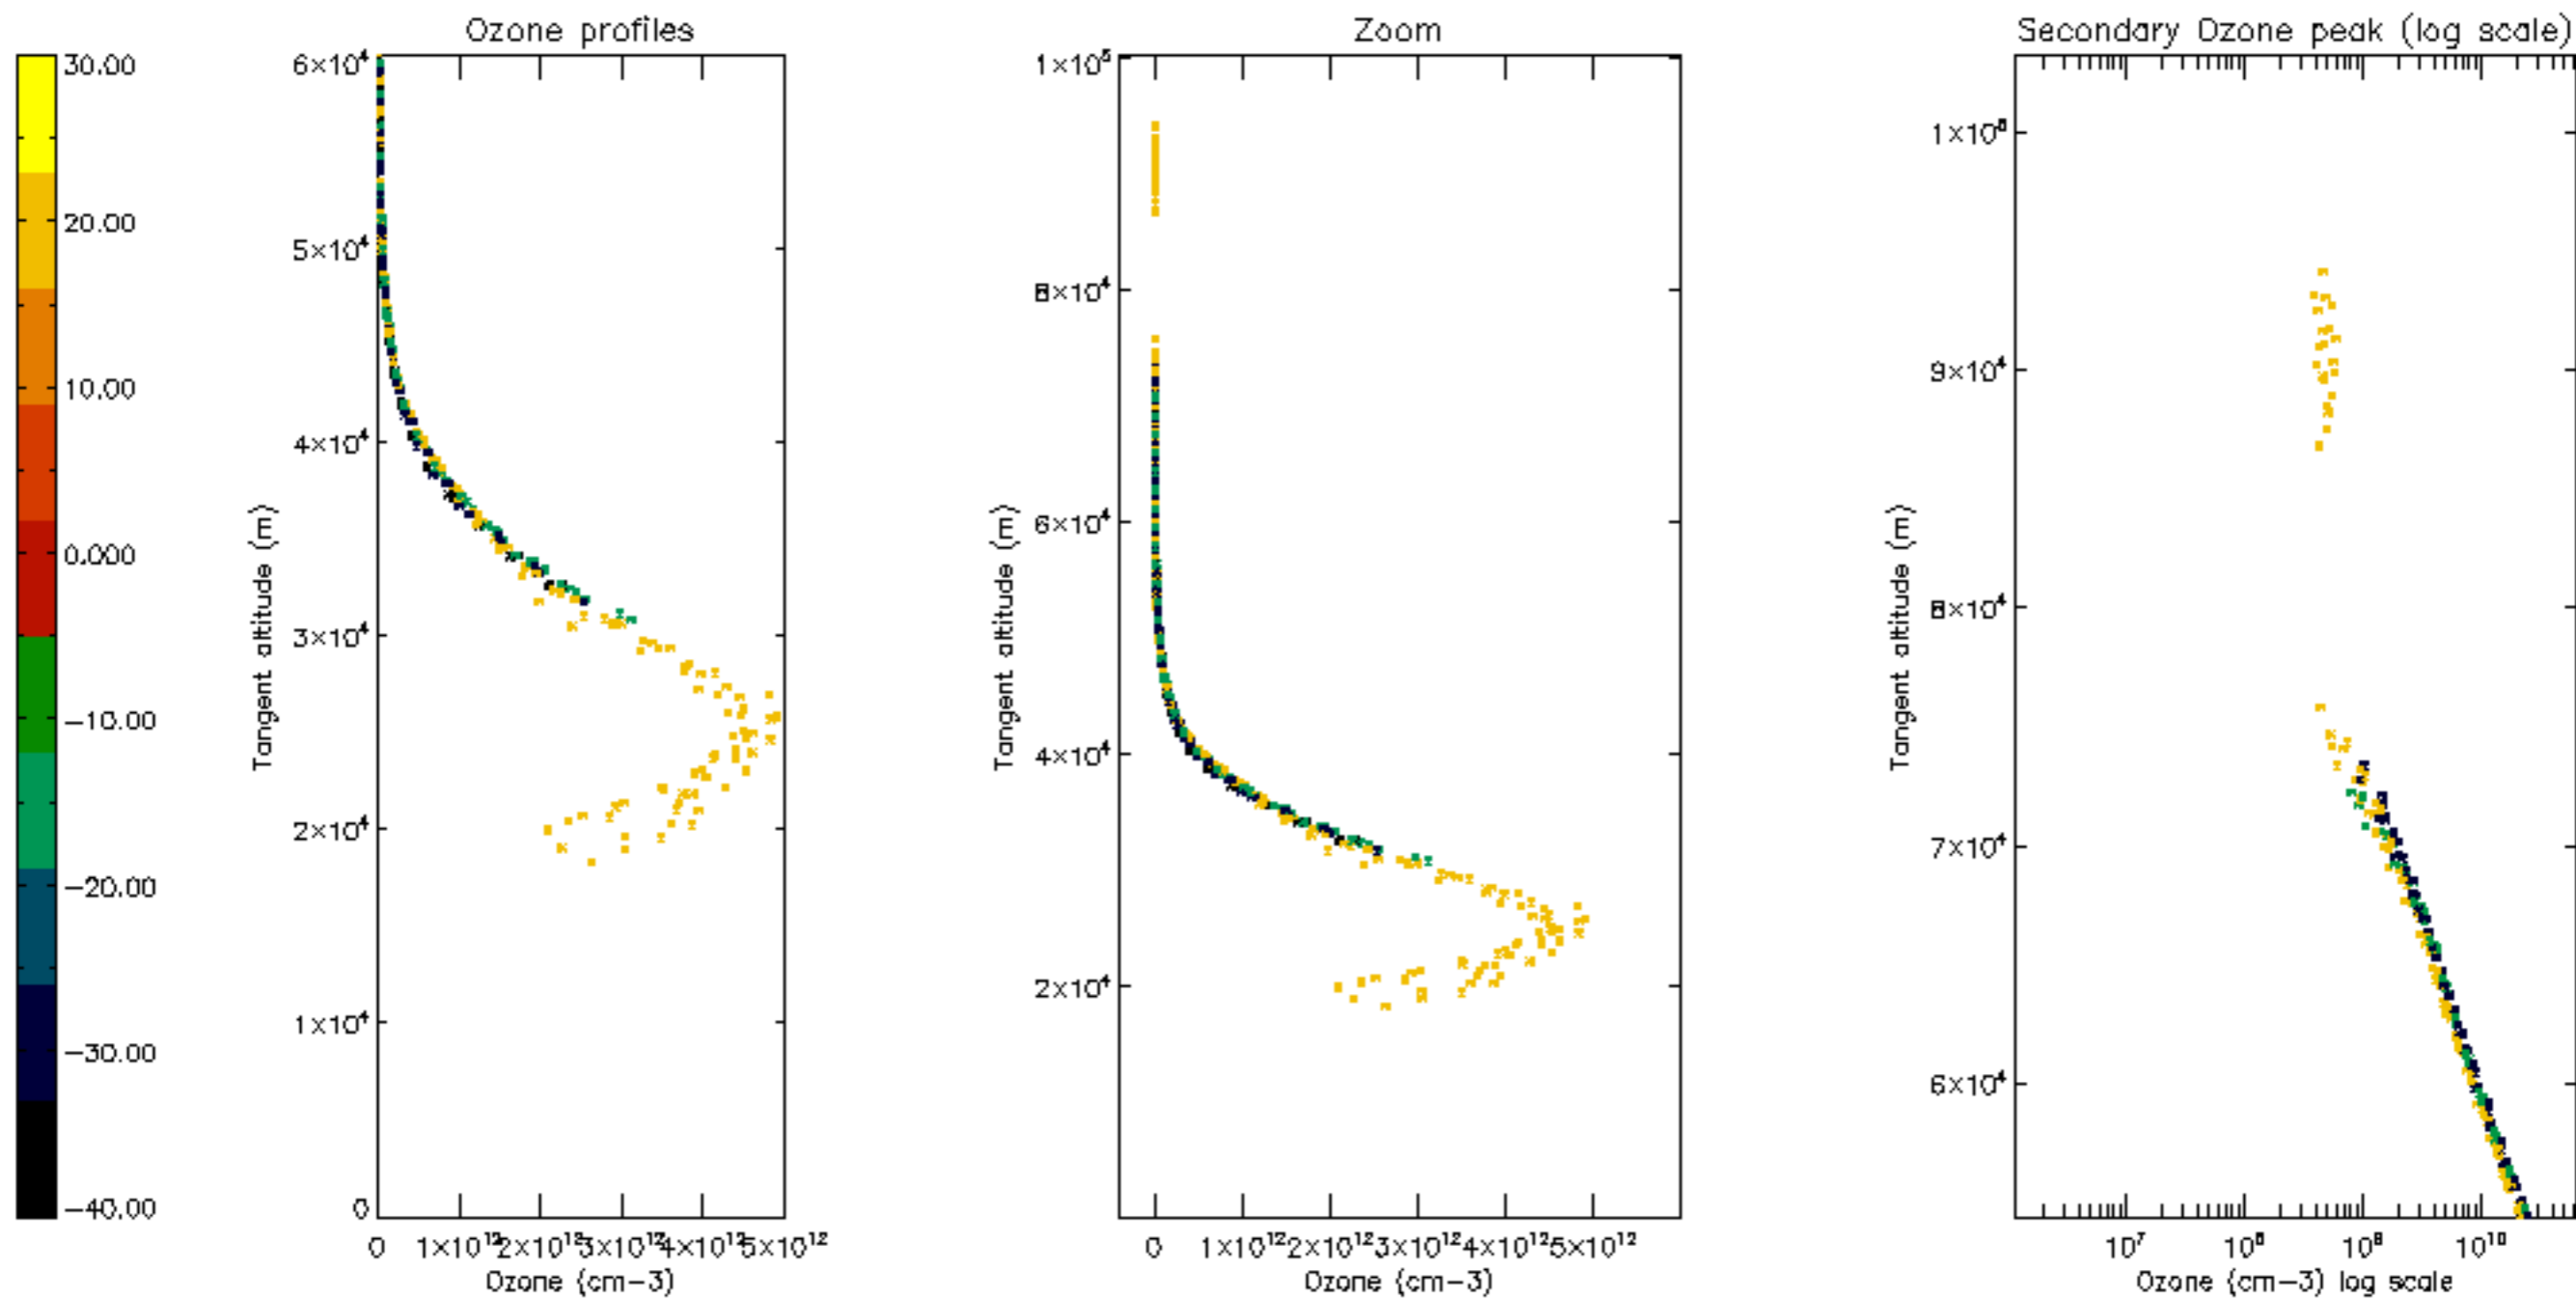 Ozone profiles
Zoom
Secondary Ozone peak (log scale)
30.00
20.00
10.00
0.000
-10.00
-20.00
-30.00
-40.00
6×10⁴
5×10⁴
4×10⁴
3×10⁴
2×10⁴
1×10⁴
0
Tangent altitude (m)
0 1×10¹² 2×10¹² 3×10¹² 4×10¹² 5×10¹²
Ozone (cm-3)
1×10⁵
8×10⁴
6×10⁴
4×10⁴
2×10⁴
Tangent altitude (m)
0 1×10¹² 2×10¹² 3×10¹² 4×10¹² 5×10¹²
Ozone (cm-3)
9×10⁴
8×10⁴
7×10⁴
6×10⁴
Tangent altitude (m)
10⁷ 10⁸ 10⁹ 10¹⁰
Ozone (cm-3) log scale